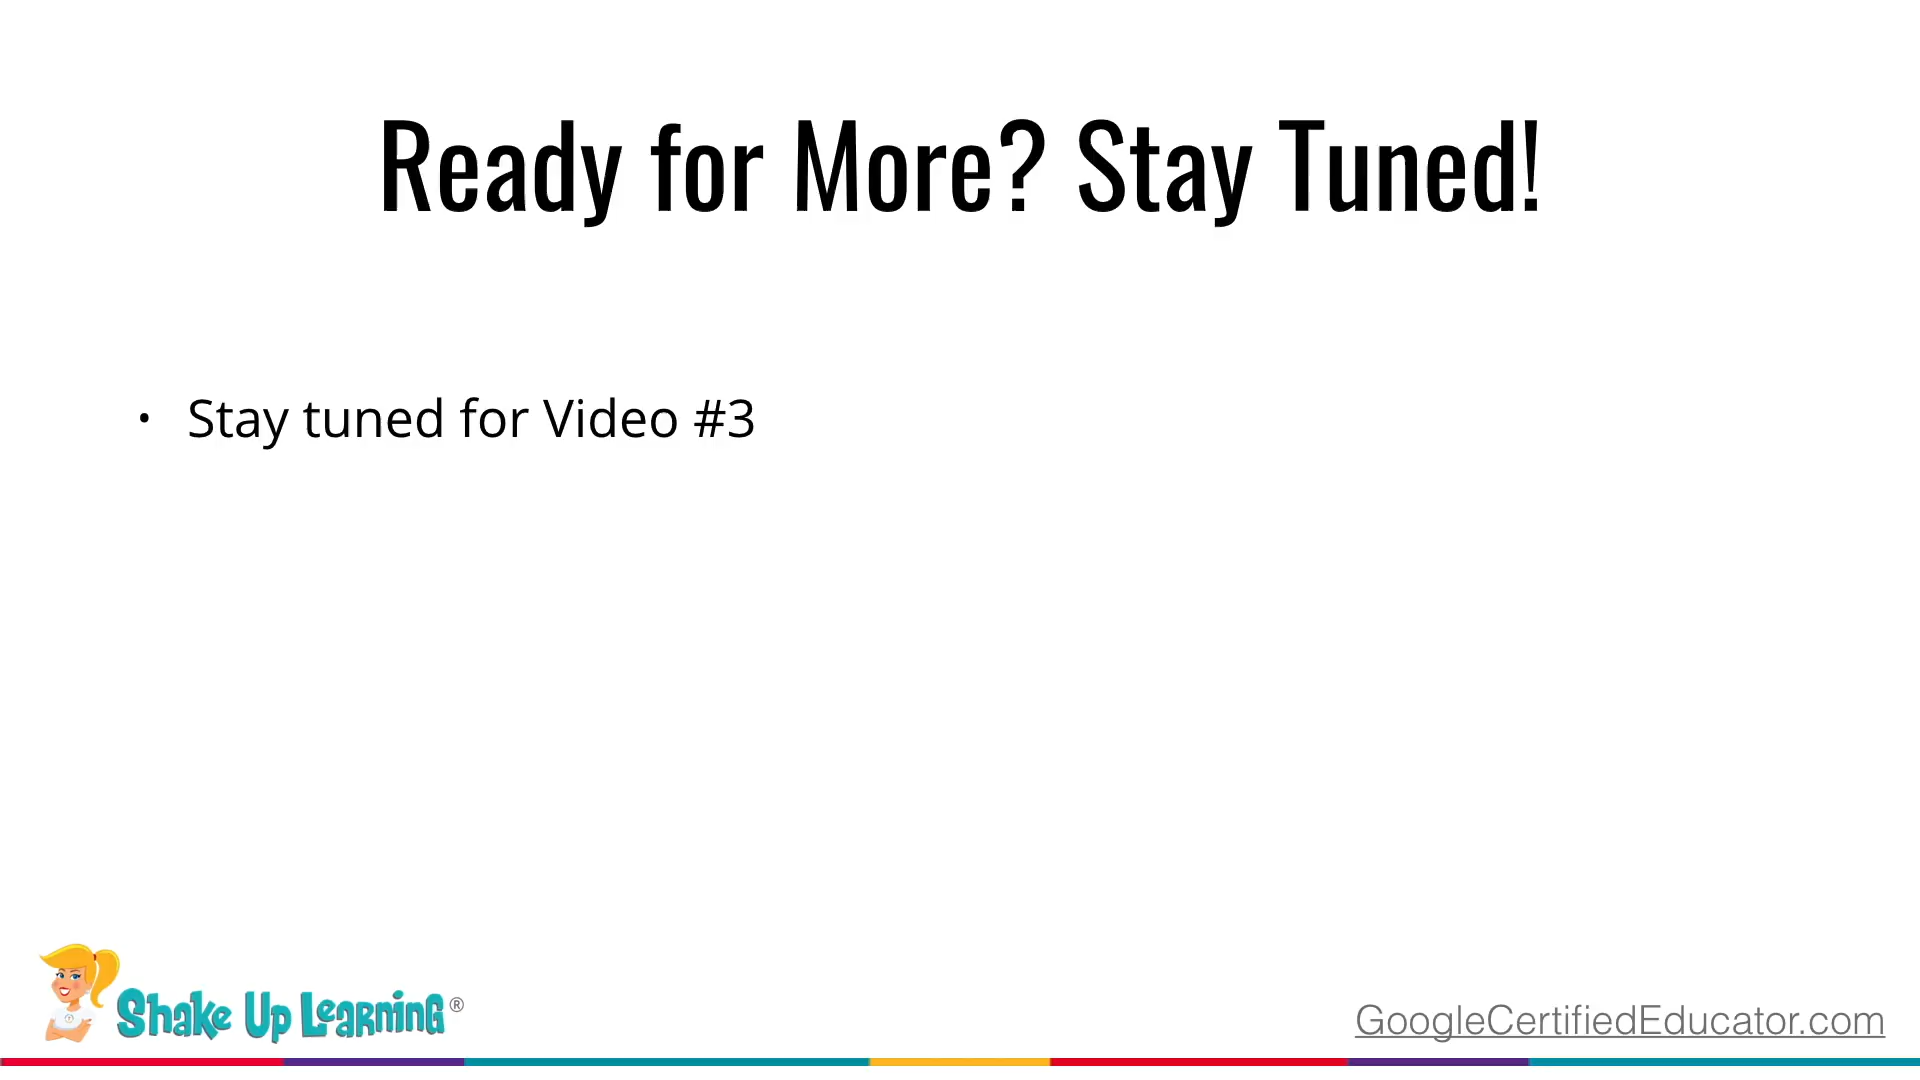 Ready for More? Stay Tuned!
• Stay tuned for Video #3
Shake Up Learning®
GoogleCertifiedEducator.com